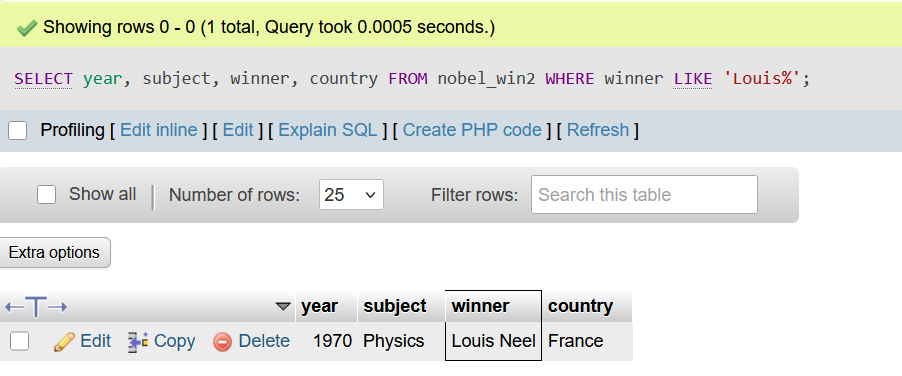 Showing rows 0 - 0 (1 total, Query took 0.0005 seconds.)
SELECT year, subject, winner, country FROM nobel_win2 WHERE winner LIKE 'Louis%';
Profiling [ Edit inline ] [ Edit ] [ Explain SQL ] [ Create PHP code ] [ Refresh ]
Show all | Number of rows: 25 Filter rows: Search this table
Extra options
←T→ year subject winner country
Edit Copy Delete 1970 Physics Louis Neel France